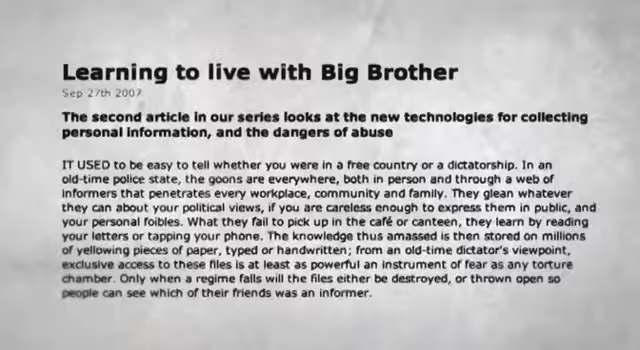 Learning to live with Big Brother
Sep 27th 2007
The second article in our series looks at the new technologies for collecting
personal information, and the dangers of abuse
IT USED to be easy to tell whether you were in a free country or a dictatorship. In an
old-time police state, the goons are everywhere, both in person and through a web of
informers that penetrates every workplace, community and family. They glean whatever
they can about your political views, if you are careless enough to express them in public, and
your personal foibles. What they fail to pick up in the café or canteen, they learn by reading
your letters or tapping your phone. The knowledge thus amassed is then stored on millions
of yellowing pieces of paper, typed or handwritten; from an old-time dictator's viewpoint,
exclusive access to these files is at least as powerful an instrument of fear as any torture
chamber. Only when a regime falls will the files either be destroyed, or thrown open so
people can see which of their friends was an informer.